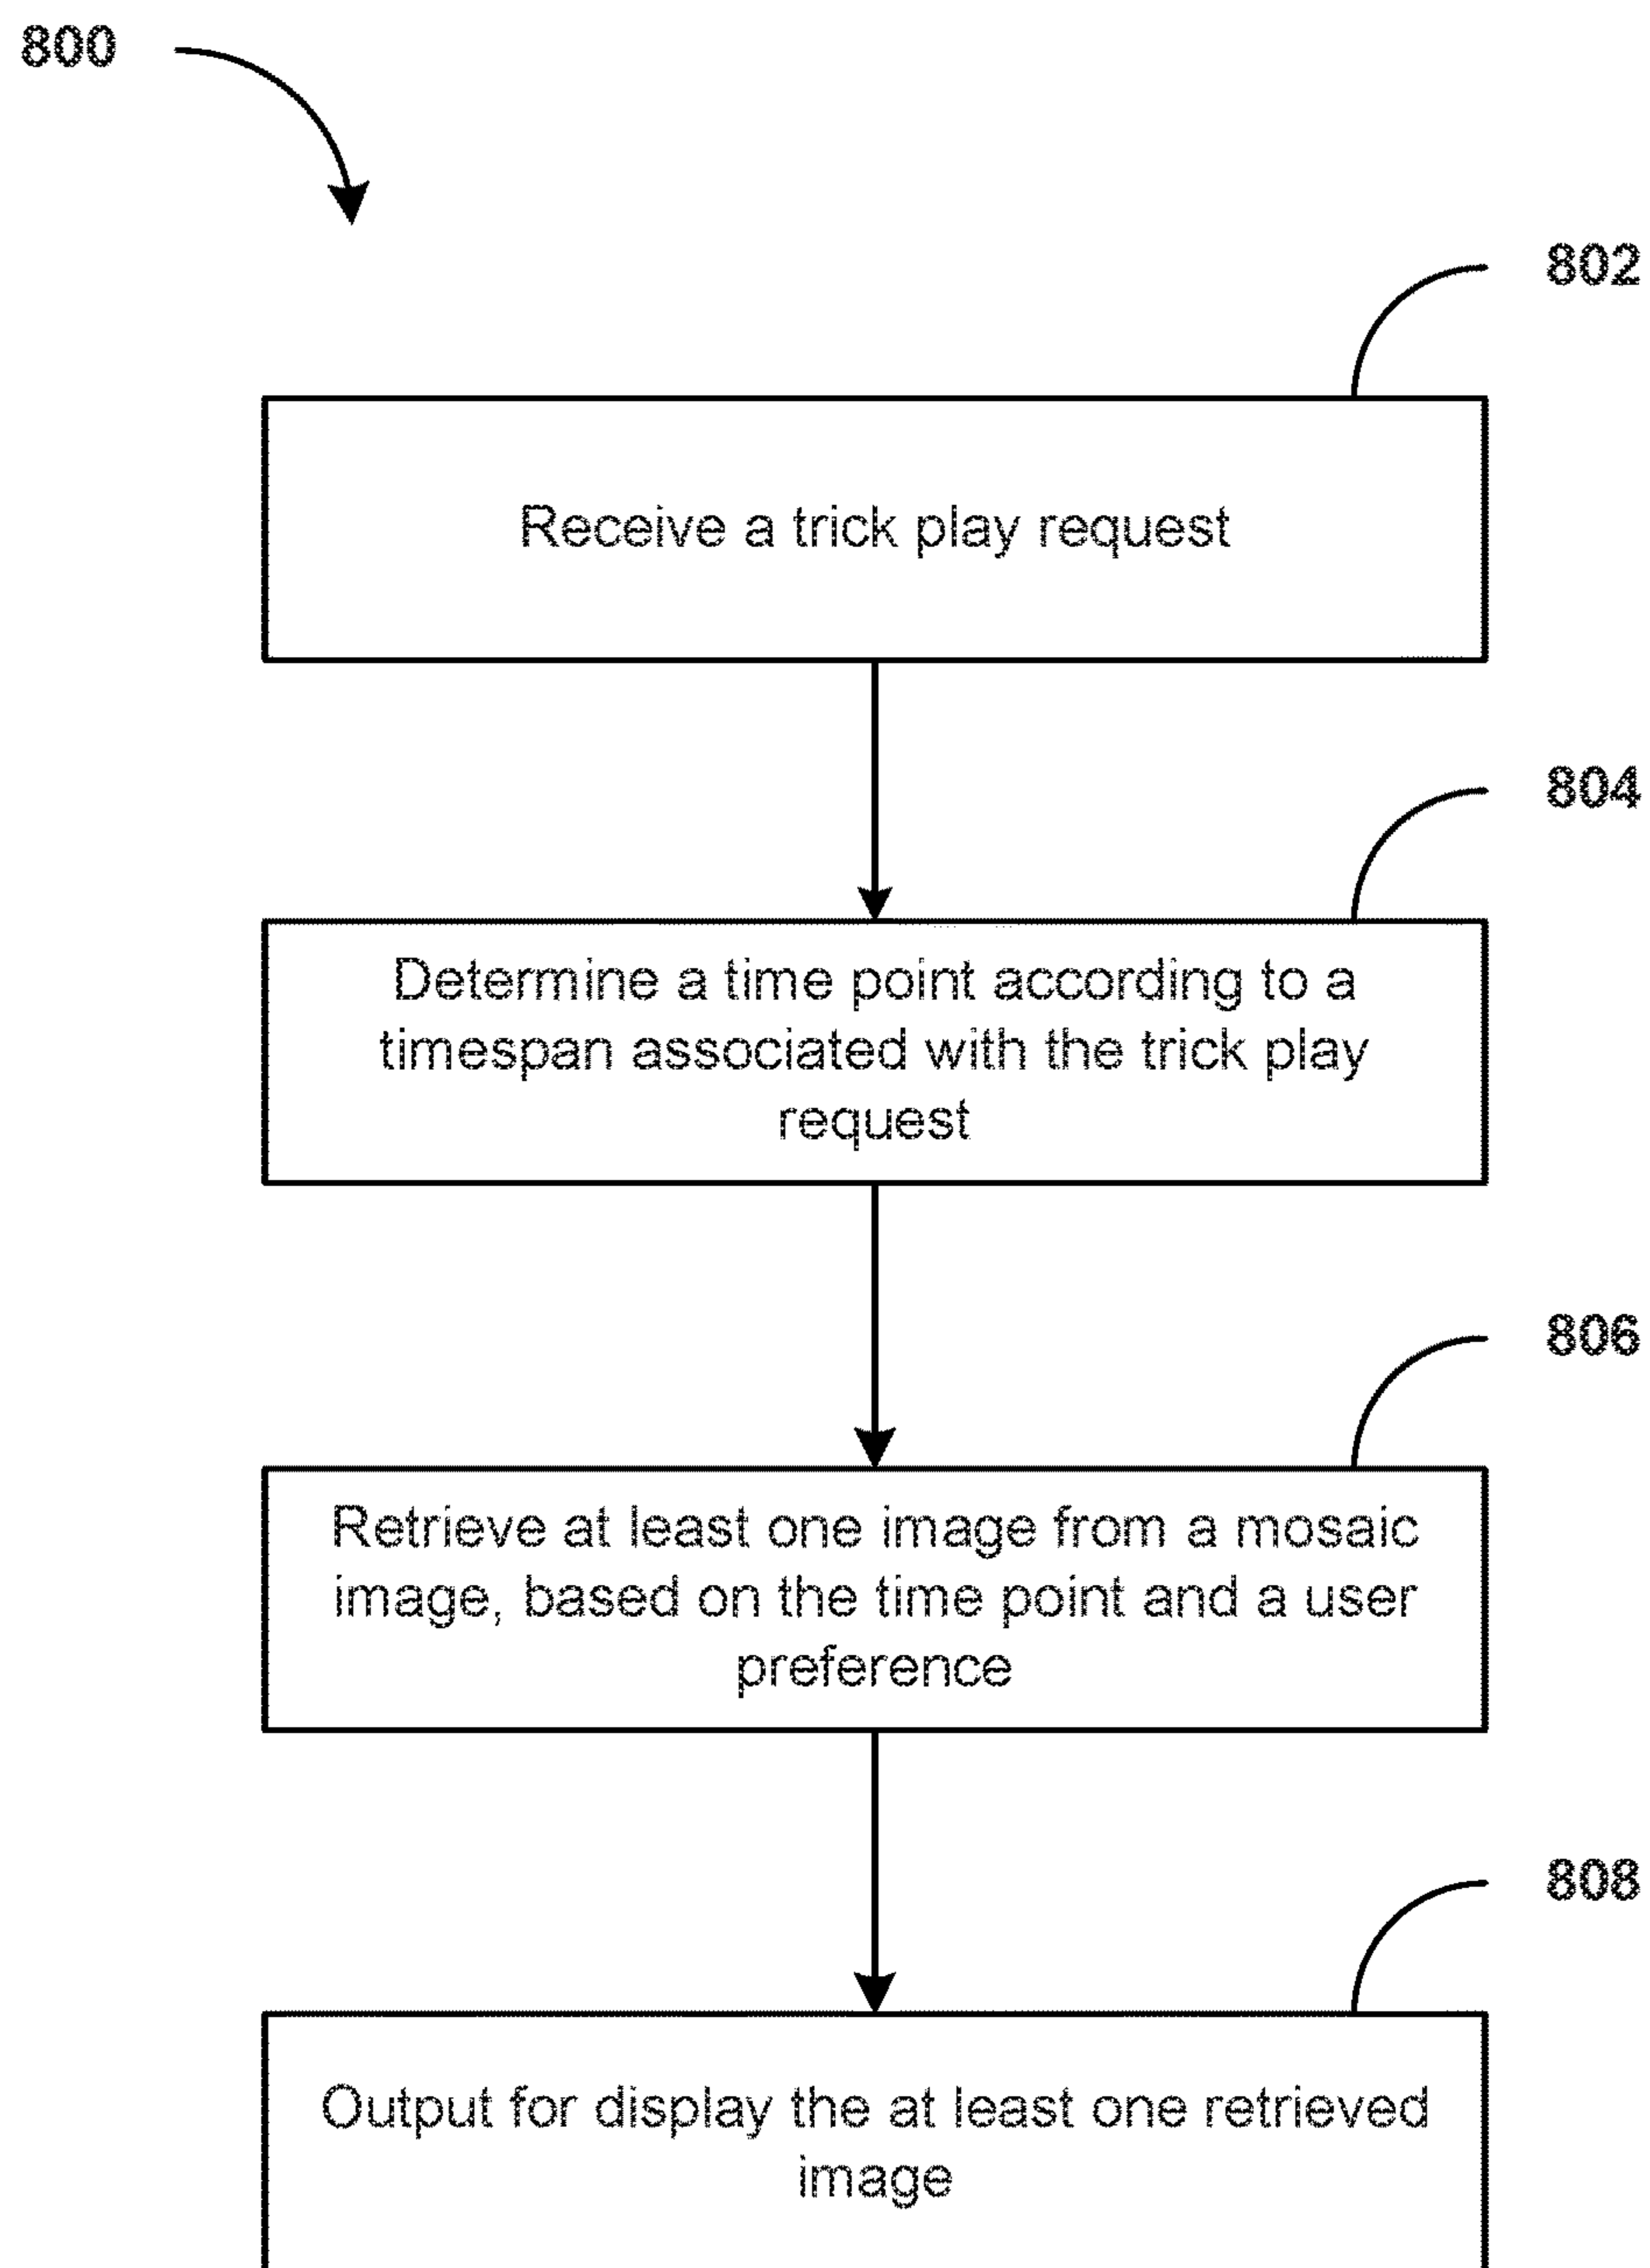 800
802
Receive a trick play request
804
Determine a time point according to a
timespan associated with the trick play
request
806
Retrieve at least one image from a mosaic
image, based on the time point and a user
preference
808
Output for display the at least one retrieved
image